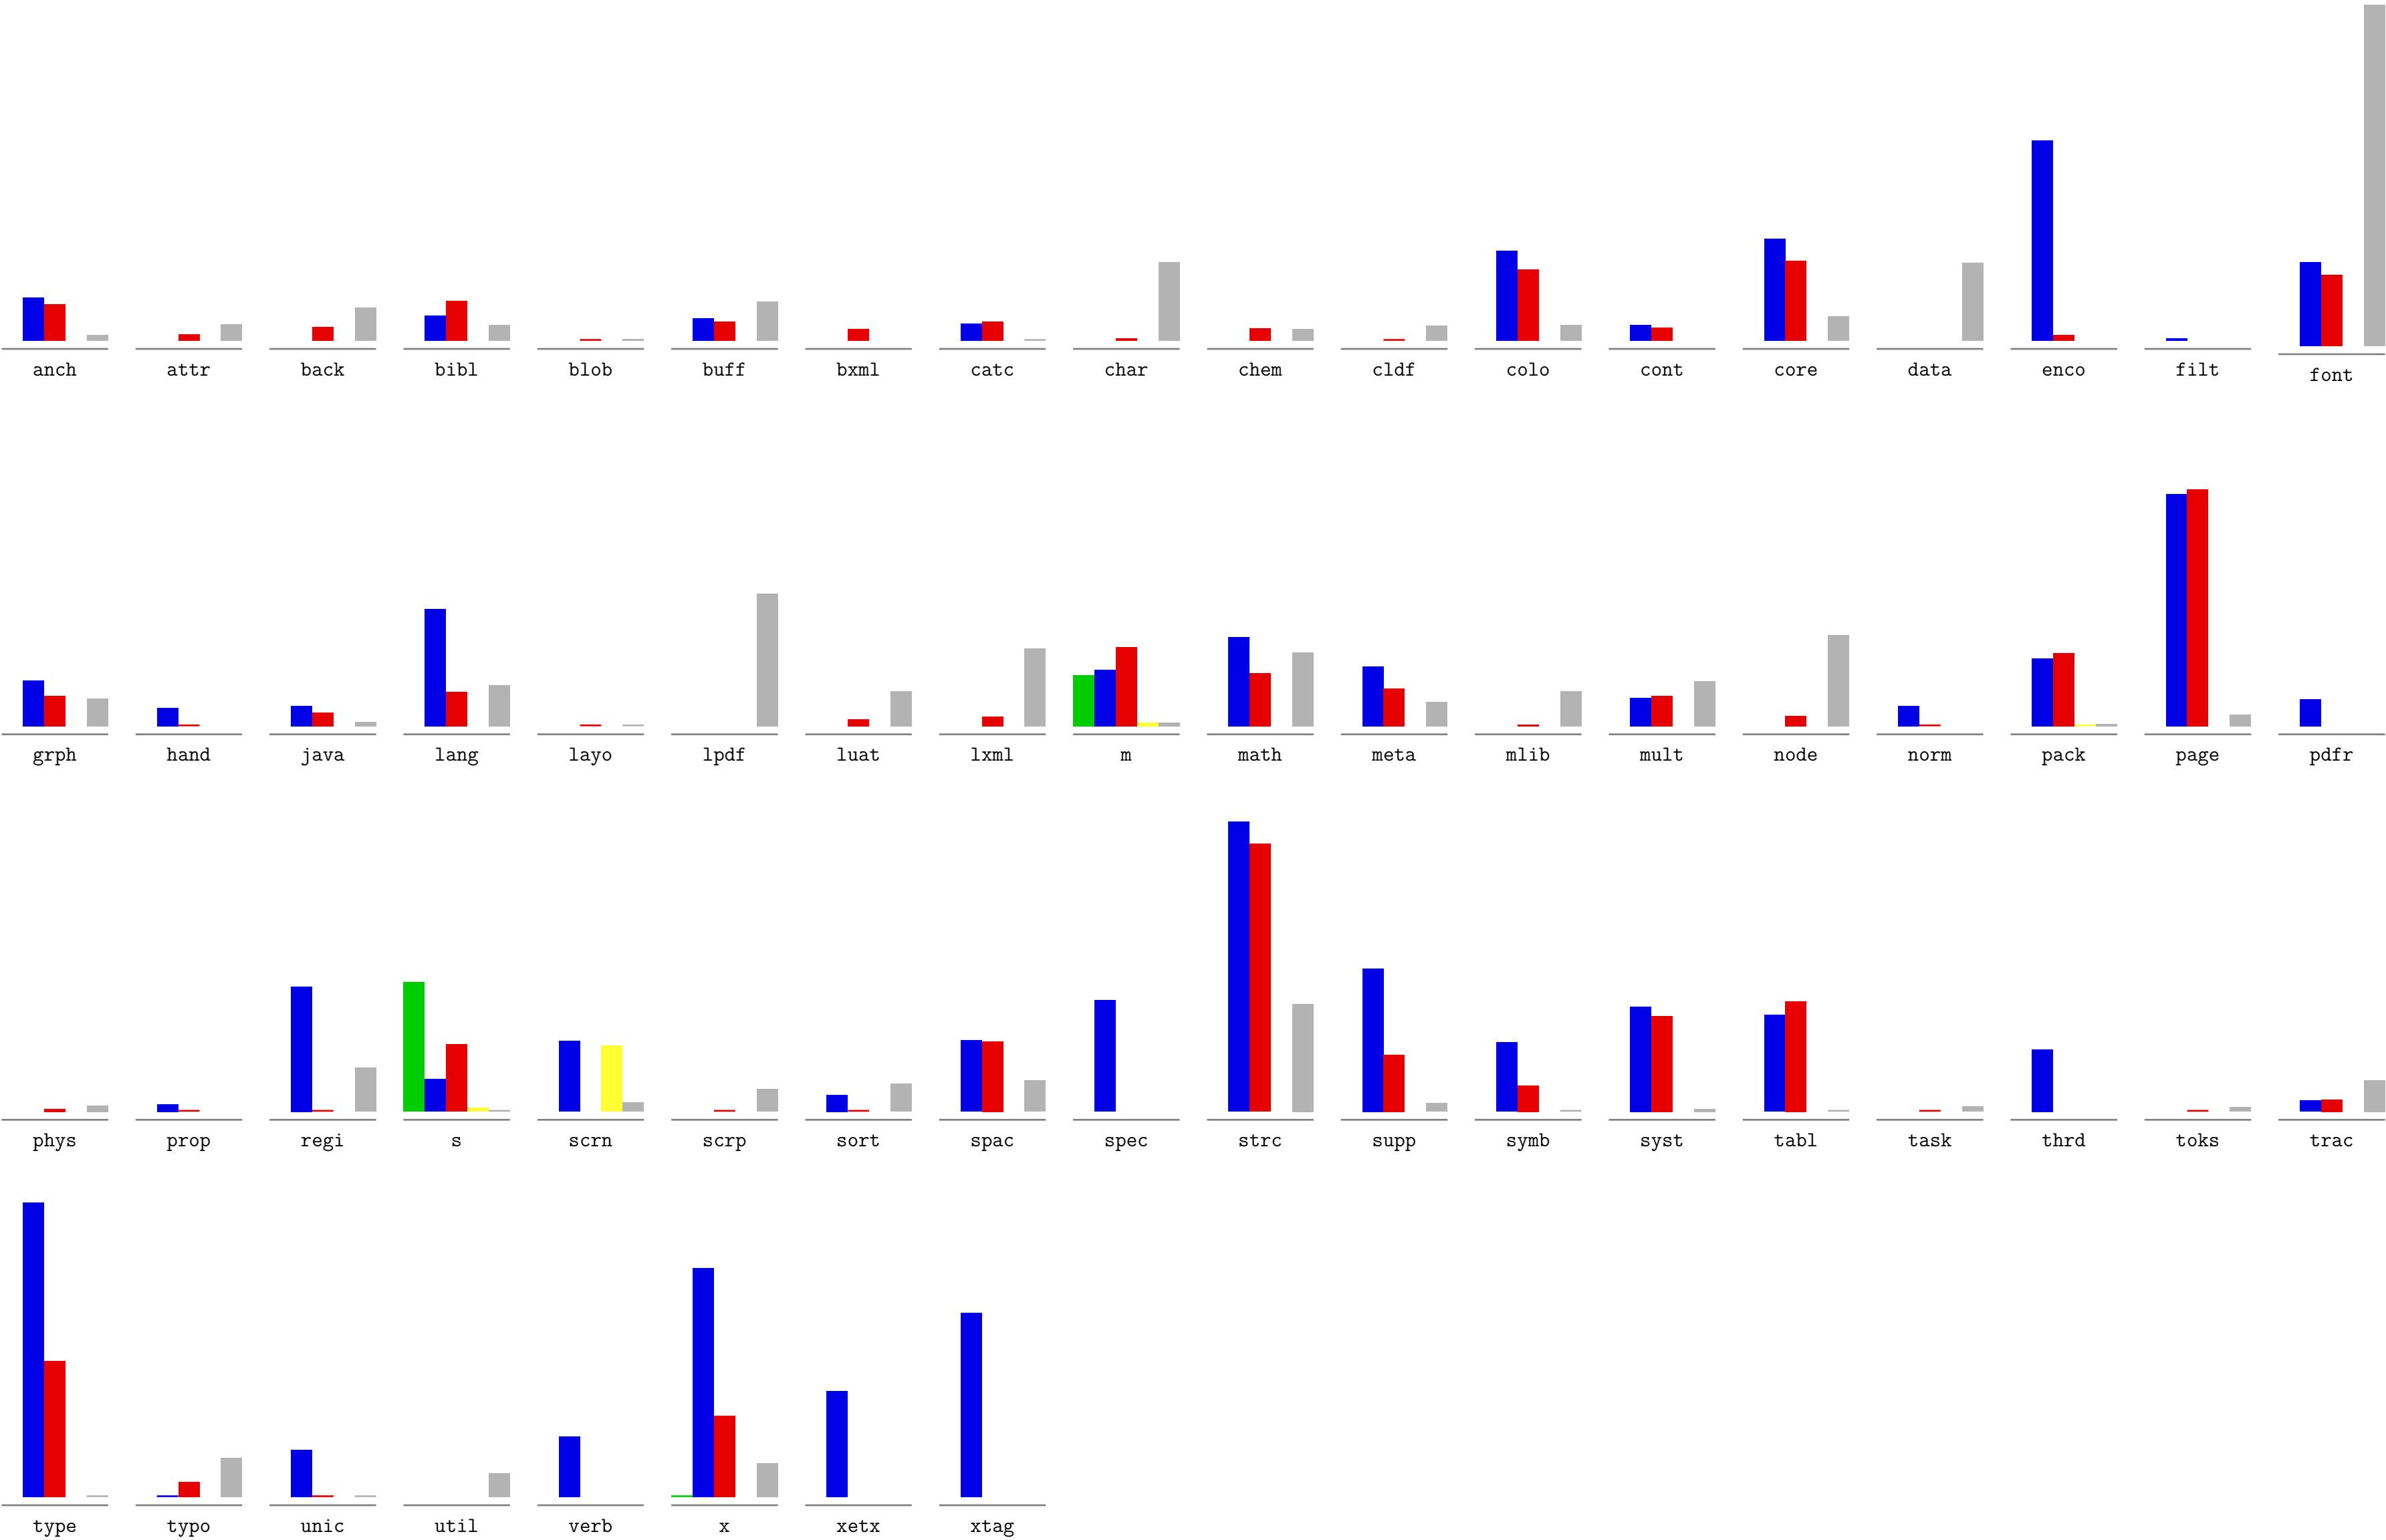 anch attr back bibl blob buff bxml catc char chem cldf colo cont core data enco filt font
grph hand java lang layo lpdf luat lxml m math meta mlib mult node norm pack page pdfr
phys prop regi s scrn scrp sort spac spec strc supp symb syst tabl task thrd toks trac
type typo unic util verb x xetx xtag